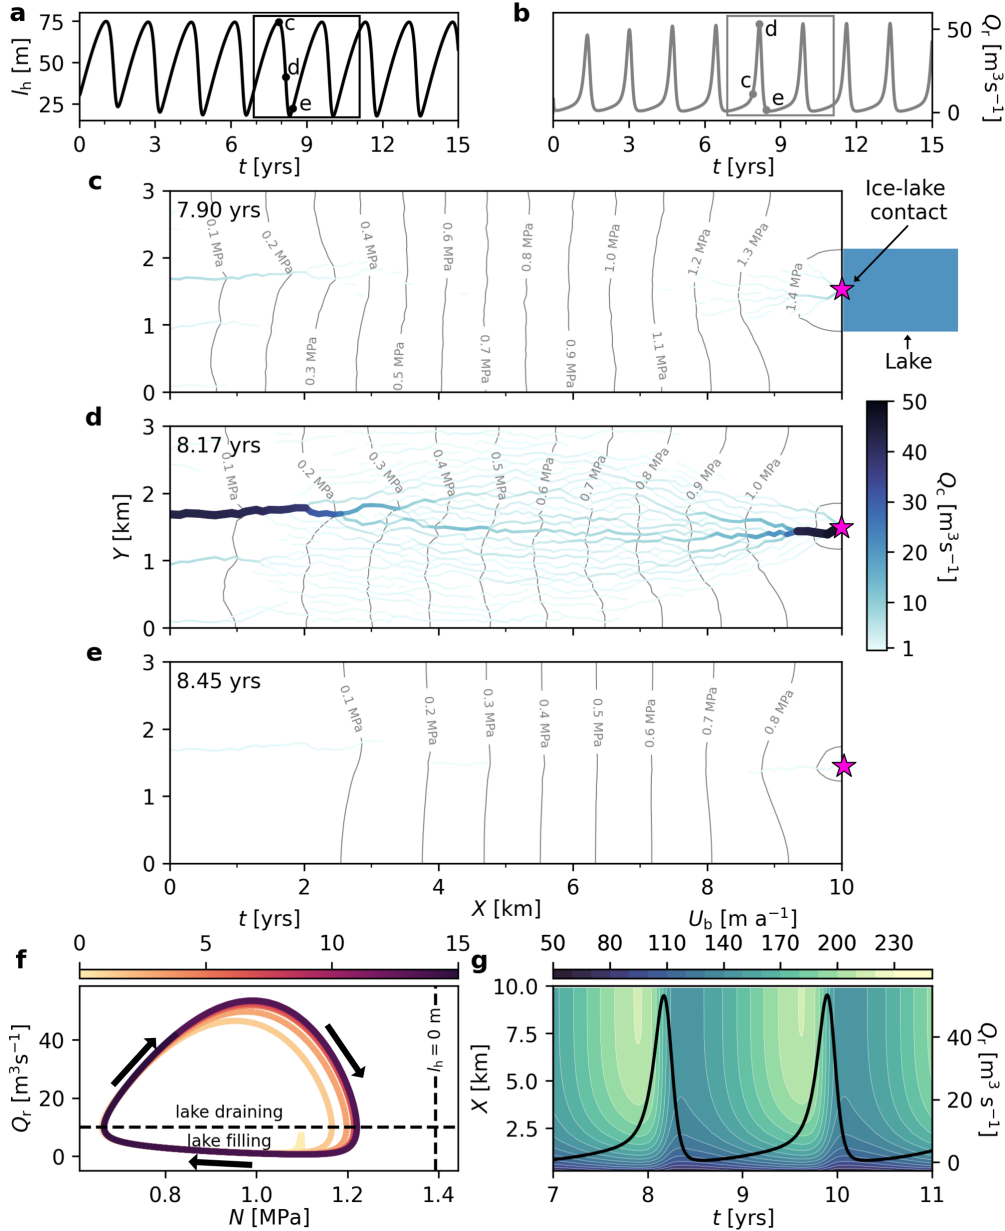 a
75
50
25
l_h [m]
0 3 6 9 12 15
t [yrs]
c
d
e
b
50
0
Q_r [m³s⁻¹]
0 3 6 9 12 15
t [yrs]
c
d
e
c
7.90 yrs
3
2
1
0
0.1 MPa
0.2 MPa
0.3 MPa
0.4 MPa
0.5 MPa
0.6 MPa
0.7 MPa
0.8 MPa
0.9 MPa
1.0 MPa
1.1 MPa
1.2 MPa
1.3 MPa
1.4 MPa
Ice-lake
contact
Lake
d
8.17 yrs
3
2
1
0
Y [km]
0.1 MPa
0.2 MPa
0.3 MPa
0.4 MPa
0.5 MPa
0.6 MPa
0.7 MPa
0.8 MPa
0.9 MPa
1.0 MPa
50
40
30
20
10
1
Q_c [m³s⁻¹]
e
8.45 yrs
3
2
1
0
0.1 MPa
0.2 MPa
0.3 MPa
0.4 MPa
0.5 MPa
0.6 MPa
0.7 MPa
0.8 MPa
0 2 4 6 8 10
X [km]
t [yrs]
0 5 10 15
f
40
20
0
Q_r [m³s⁻¹]
lake draining
lake filling
l_h = 0 m
0.8 1.0 1.2 1.4
N [MPa]
U_b [m a⁻¹]
50 80 110 140 170 200 230
g
10.0
7.5
5.0
2.5
X [km]
40
20
0
Q_r [m³ s⁻¹]
7 8 9 10 11
t [yrs]